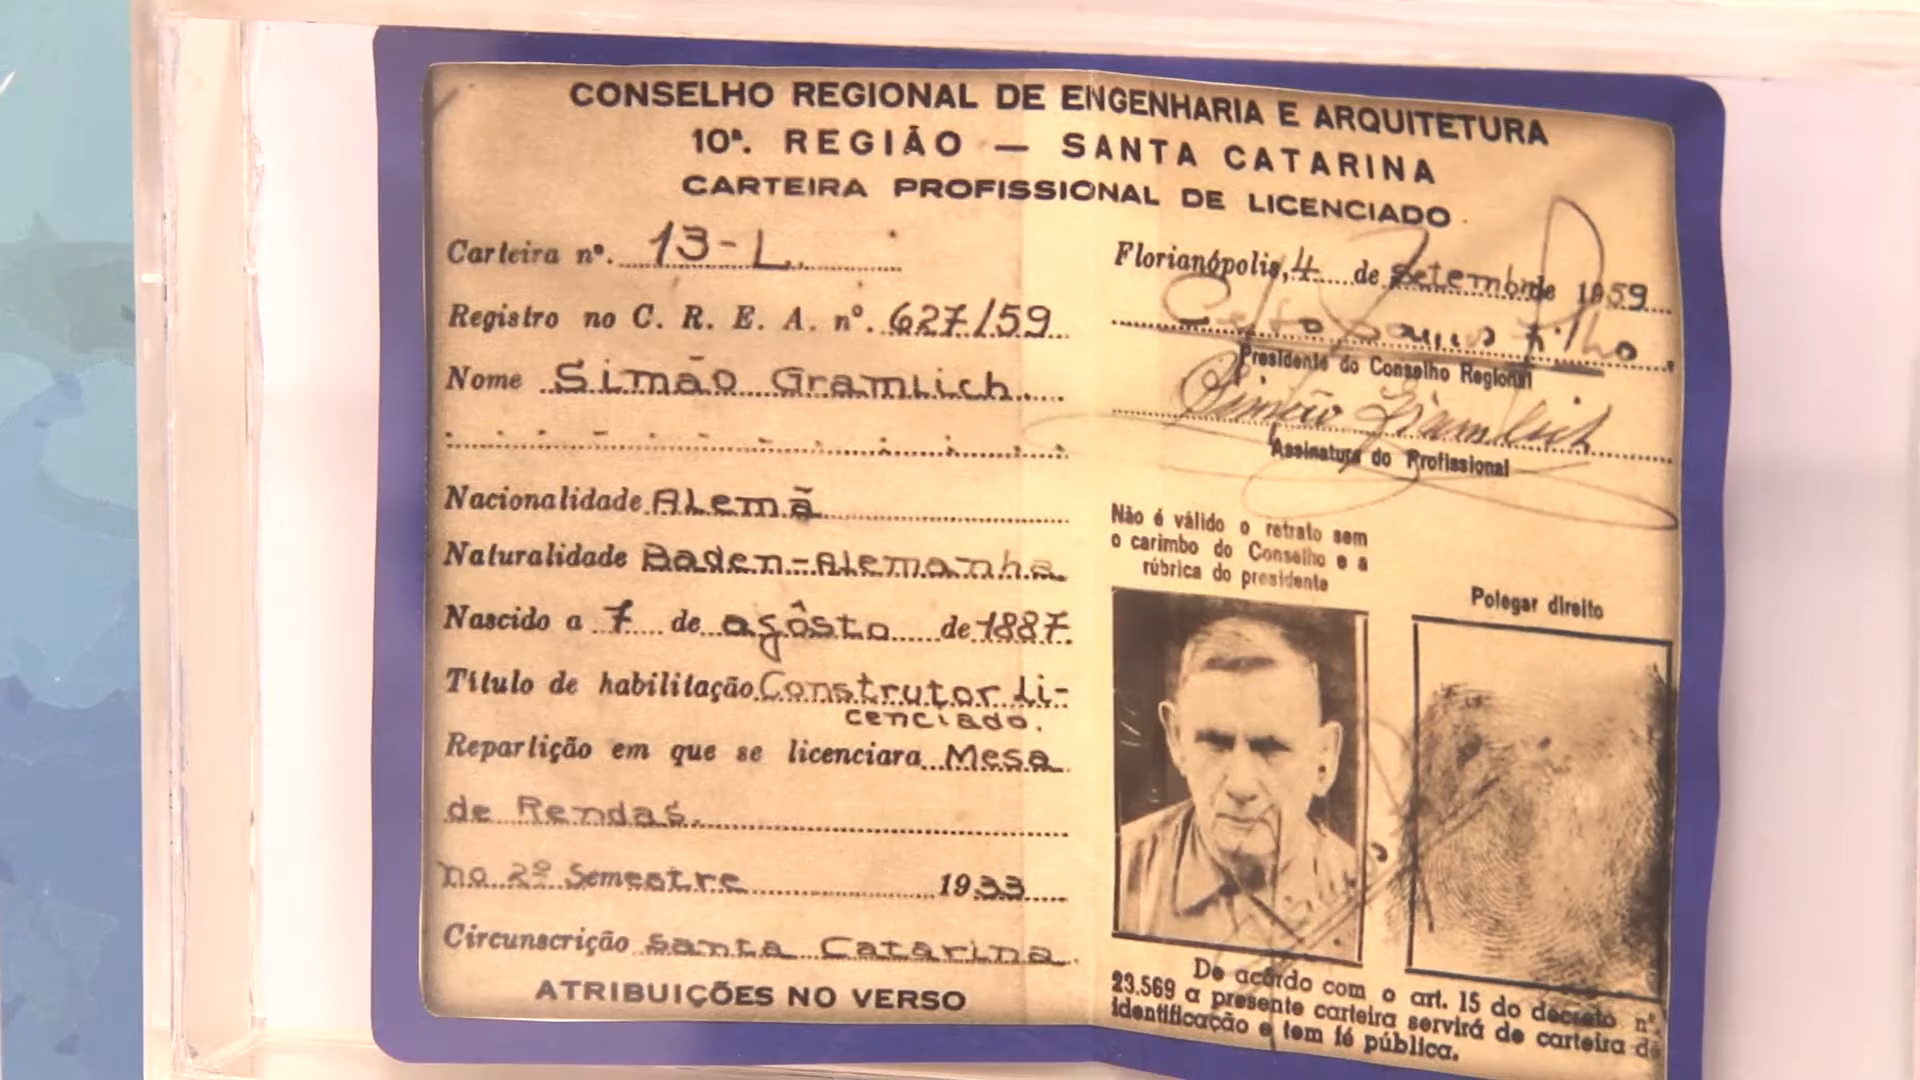 CONSELHO REGIONAL DE ENGENHARIA E ARQUITETURA
10ª. REGIÃO — SANTA CATARINA
CARTEIRA PROFISSIONAL DE LICENCIADO
Carteira nº. 13-L.
Registro no C. R. E. A. nº. 627/59
Nome Simão Gramlich.
Nacionalidade Alemã
Naturalidade Baden-Alemanha
Nascido a 7 de agôsto de 1887.
Título de habilitação Construtor Li-
cenciado.
Repartição em que se licenciara Mesa
de Rendas.
no 2º Semestre 1933
Circunscrição Santa Catarina.
ATRIBUIÇÕES NO VERSO
Florianópolis, 4 de setembro de 1959
Celso Ramos Filho
Presidente do Conselho Regional
Simão Gramlich
Assinatura do Profissional
Não é válido o retrato sem
o carimbo do Conselho e a
rúbrica do presidente
Polegar direito
De acôrdo com o art. 15 do decreto nº.
23.569 a presente carteira servirá de carteira de
identificação e tem fé pública.